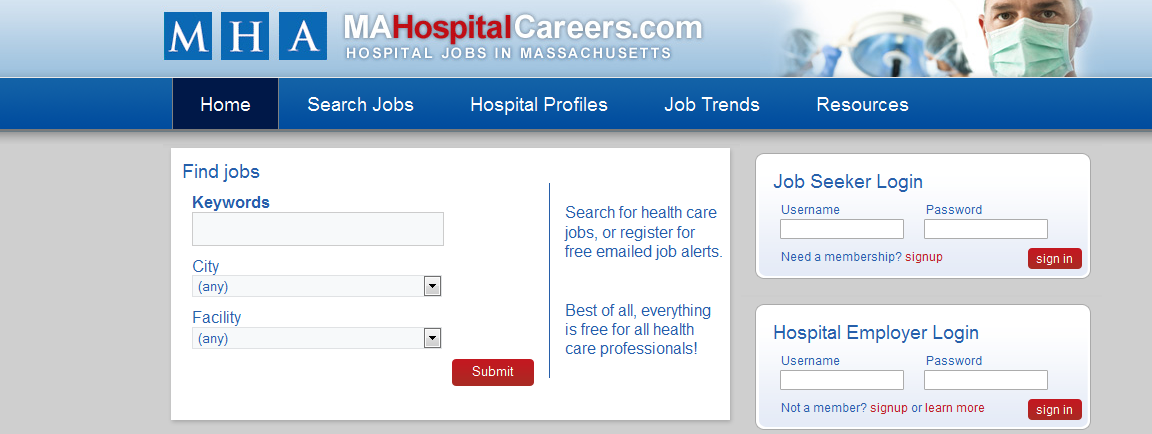 MHA
MAHospitalCareers.com
HOSPITAL JOBS IN MASSACHUSETTS
Home Search Jobs Hospital Profiles Job Trends Resources
Find jobs
Keywords
City
(any)
Facility
(any)
Submit
Search for health care
jobs, or register for
free emailed job alerts.
Best of all, everything
is free for all health
care professionals!
Job Seeker Login
Username Password
Need a membership? signup sign in
Hospital Employer Login
Username Password
Not a member? signup or learn more sign in